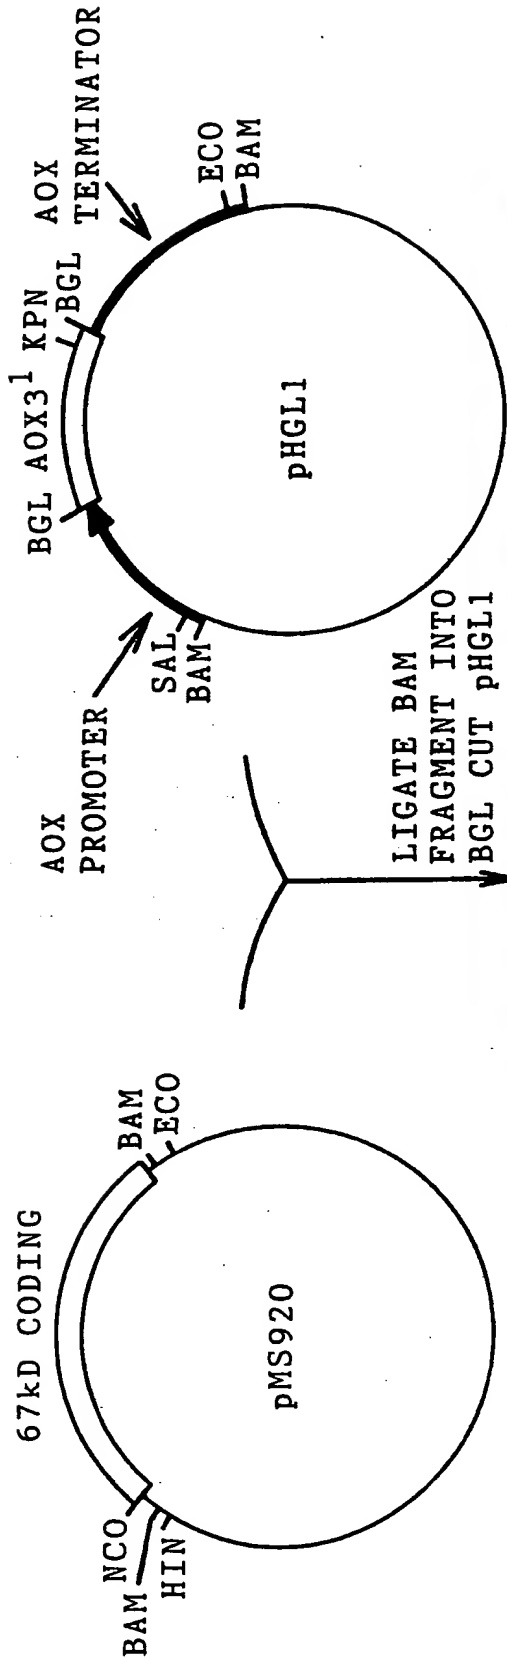 67kD CODING
BAM
NCO
HIN
BAM
ECO
pMS920
AOX
PROMOTER
SAL
BAM
BGL AOX3¹ KPN
BGL
AOX
TERMINATOR
ECO
BAM
pHGL1
LIGATE BAM
FRAGMENT INTO
BGL CUT pHGL1